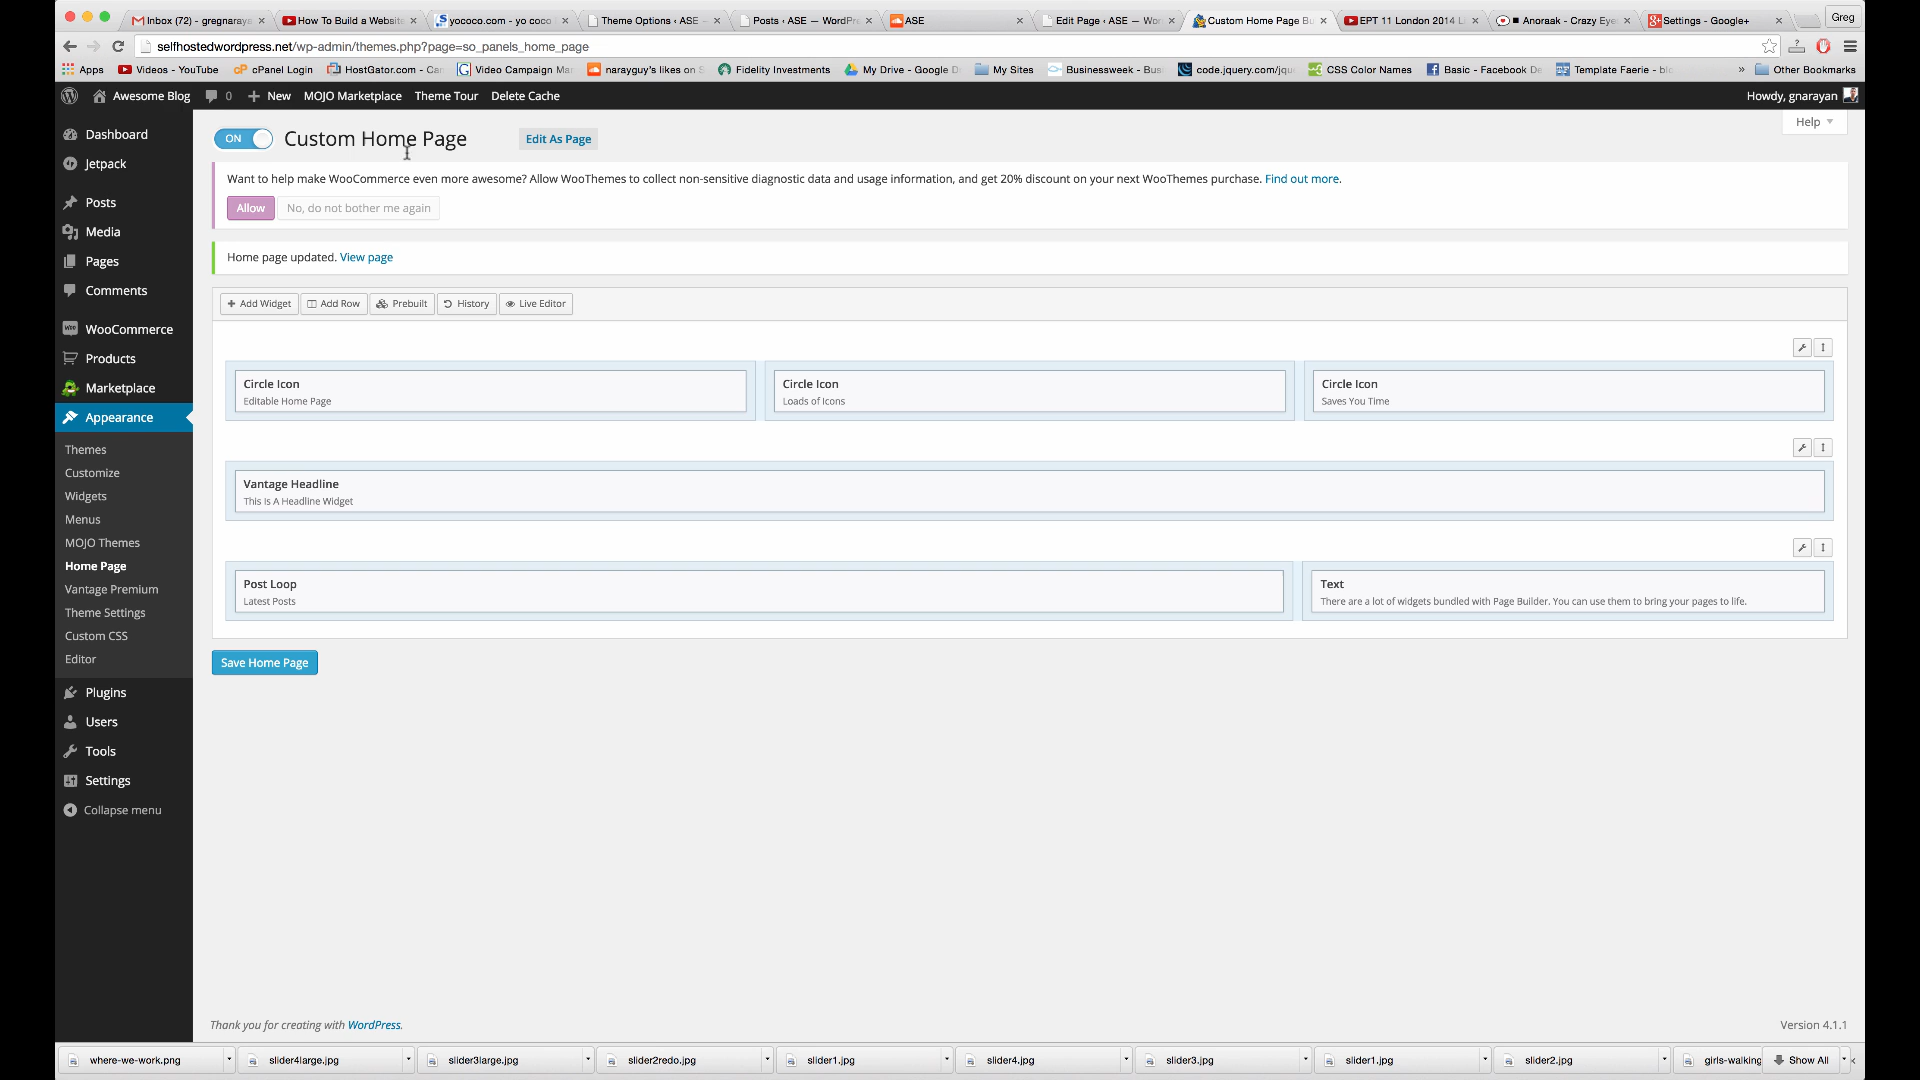 Inbox (72) - gregnaraya
How To Build a Website
yococo.com - yo coco
Theme Options ‹ ASE —
Posts ‹ ASE — WordPr
ASE
Edit Page ‹ ASE — Wor
Custom Home Page Bu
EPT 11 London 2014 Li
Anoraak - Crazy Eye
Settings - Google+
Greg
selfhostedwordpress.net/wp-admin/themes.php?page=so_panels_home_page
Apps
Videos - YouTube
cPanel Login
HostGator.com - Can
Video Campaign Ma
narayguy's likes on S
Fidelity Investments
My Drive - Google D
My Sites
Businessweek - Bus
code.jquery.com/jqu
CSS Color Names
Basic - Facebook De
Template Faerie - blo
» Other Bookmarks
Awesome Blog
0
+ New
MOJO Marketplace
Theme Tour
Delete Cache
Howdy, gnarayan
Help
ON
Custom Home Page
Edit As Page
Want to help make WooCommerce even more awesome? Allow WooThemes to collect non-sensitive diagnostic data and usage information, and get 20% discount on your next WooThemes purchase. Find out more.
Allow
No, do not bother me again
Home page updated. View page
+ Add Widget
Add Row
Prebuilt
History
Live Editor
Circle Icon
Editable Home Page
Circle Icon
Loads of Icons
Circle Icon
Saves You Time
Vantage Headline
This Is A Headline Widget
Post Loop
Latest Posts
Text
There are a lot of widgets bundled with Page Builder. You can use them to bring your pages to life.
Save Home Page
Dashboard
Jetpack
Posts
Media
Pages
Comments
WooCommerce
Products
Marketplace
Appearance
Themes
Customize
Widgets
Menus
MOJO Themes
Home Page
Vantage Premium
Theme Settings
Custom CSS
Editor
Plugins
Users
Tools
Settings
Collapse menu
Thank you for creating with WordPress.
Version 4.1.1
where-we-work.png
slider4large.jpg
slider3large.jpg
slider2redo.jpg
slider1.jpg
slider4.jpg
slider3.jpg
slider1.jpg
slider2.jpg
girls-walking
Show All